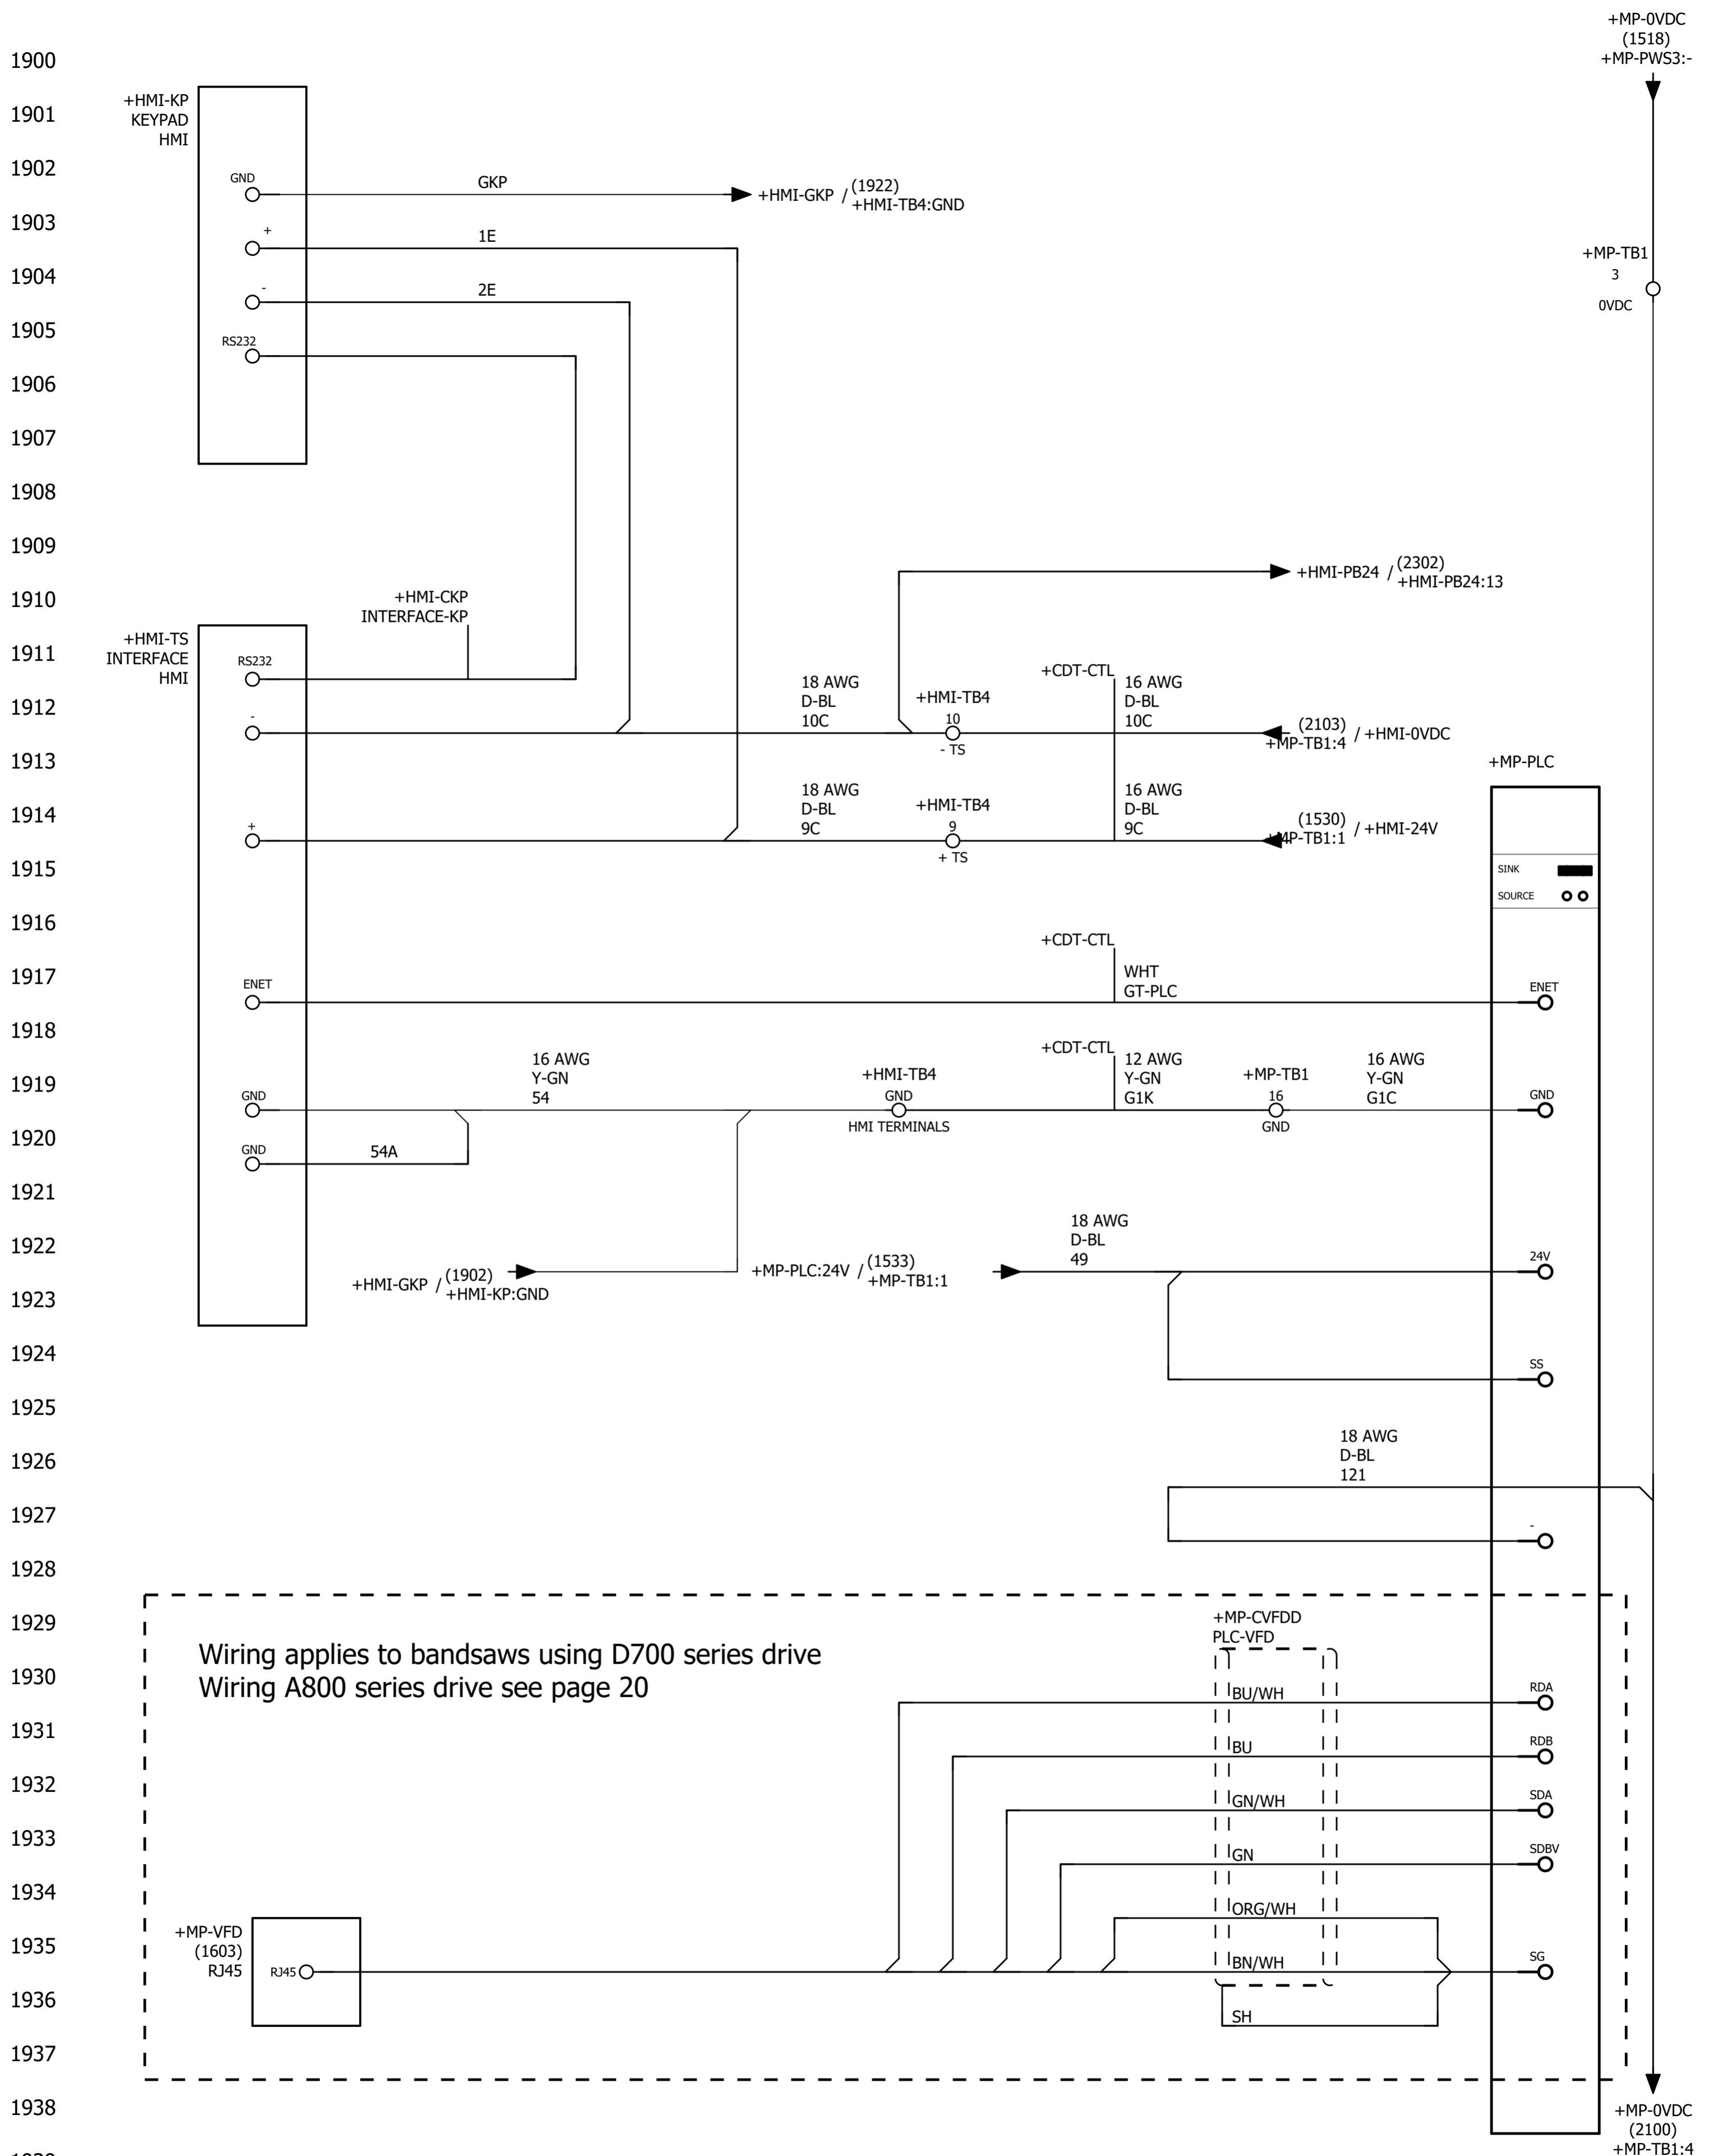 +MP-0VDC
(1518)
+MP-PWS3:-
1900
+HMI-KP
KEYPAD
HMI
1901
1902
GND
GKP
+HMI-GKP / (1922)
+HMI-TB4:GND
1903
+
1E
+MP-TB1
3
0VDC
1904
-
2E
1905
RS232
1906
1907
1908
1909
+HMI-PB24 / (2302)
+HMI-PB24:13
1910
+HMI-CKP
INTERFACE-KP
+HMI-TS
INTERFACE
HMI
1911
RS232
+CDT-CTL
18 AWG
D-BL
10C
+HMI-TB4
10
- TS
16 AWG
D-BL
10C
1912
-
(2103)
+MP-TB1:4 / +HMI-0VDC
1913
+MP-PLC
18 AWG
D-BL
9C
+HMI-TB4
9
+ TS
16 AWG
D-BL
9C
1914
+
(1530)
+MP-TB1:1 / +HMI-24V
1915
SINK
SOURCE
1916
+CDT-CTL
1917
WHT
GT-PLC
ENET
ENET
1918
+CDT-CTL
16 AWG
Y-GN
54
+HMI-TB4
GND
HMI TERMINALS
12 AWG
Y-GN
G1K
+MP-TB1
16
GND
16 AWG
Y-GN
G1C
1919
GND
GND
1920
GND
54A
1921
18 AWG
D-BL
49
1922
24V
+HMI-GKP / (1902)
+HMI-KP:GND
+MP-PLC:24V / (1533)
+MP-TB1:1
1923
1924
SS
1925
18 AWG
D-BL
121
1926
1927
-
1928
1929
+MP-CVFDD
PLC-VFD
Wiring applies to bandsaws using D700 series drive
1930
Wiring A800 series drive see page 20
BU/WH
RDA
1931
BU
RDB
1932
GN/WH
SDA
1933
GN
SDBV
1934
ORG/WH
+MP-VFD
(1603)
RJ45
1935
RJ45
BN/WH
SG
1936
SH
1937
1938
+MP-0VDC
(2100)
+MP-TB1:4